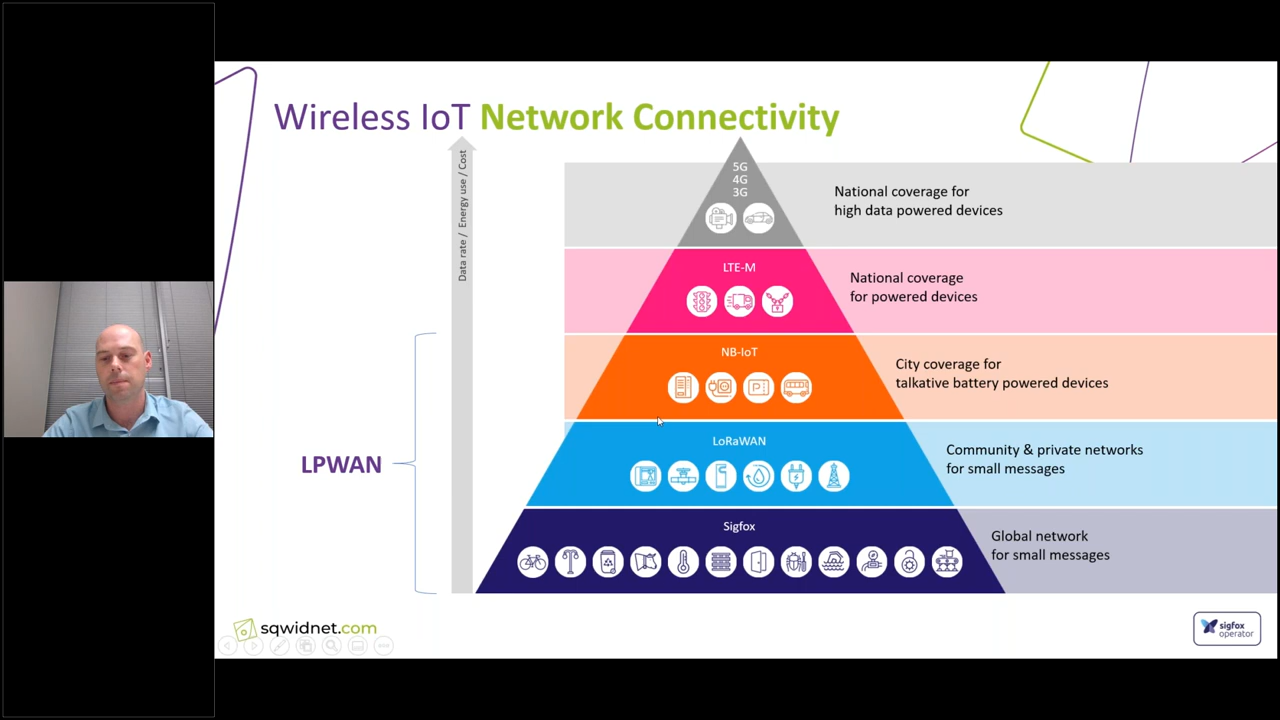 Wireless IoT Network Connectivity
Data rate / Energy use / Cost
5G
4G
3G
National coverage for
high data powered devices
LTE-M
National coverage
for powered devices
NB-IoT
City coverage for
talkative battery powered devices
P
LPWAN
LoRaWAN
Community & private networks
for small messages
Sigfox
Global network
for small messages
sqwidnet.com
sigfox
operator